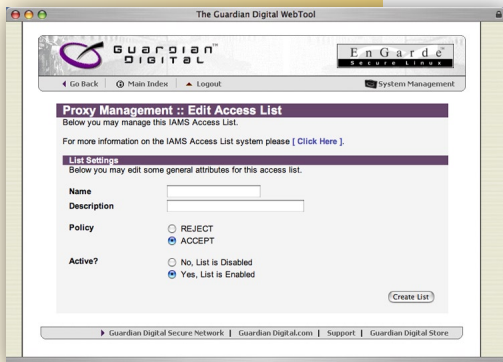 The Guardian Digital WebTool
Guardian™
Digital
EnGarde™
Secure Linux
Go Back Main Index Logout System Management
Proxy Management :: Edit Access List
Below you may manage this IAMS Access List.
For more information on the IAMS Access List system please [ Click Here ].
List Settings
Below you may edit some general attributes for this access list.
Name
Description
Policy REJECT
ACCEPT
Active? No, List is Disabled
Yes, List is Enabled
Create List
Guardian Digital Secure Network | Guardian Digital.com | Support | Guardian Digital Store